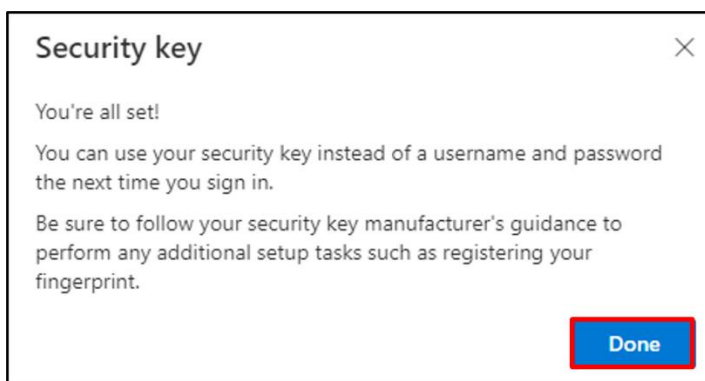 Security key
You're all set!
You can use your security key instead of a username and password
the next time you sign in.
Be sure to follow your security key manufacturer's guidance to
perform any additional setup tasks such as registering your
fingerprint.
Done